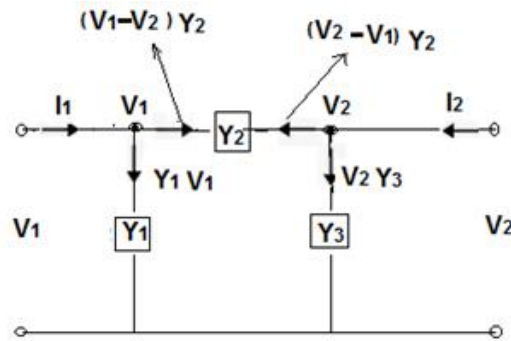 (V1–V2) Y2 (V2 –V1) Y2
I1 V1 V2 I2
Y2
Y1 V1 V2 Y3
V1 Y1 Y3 V2